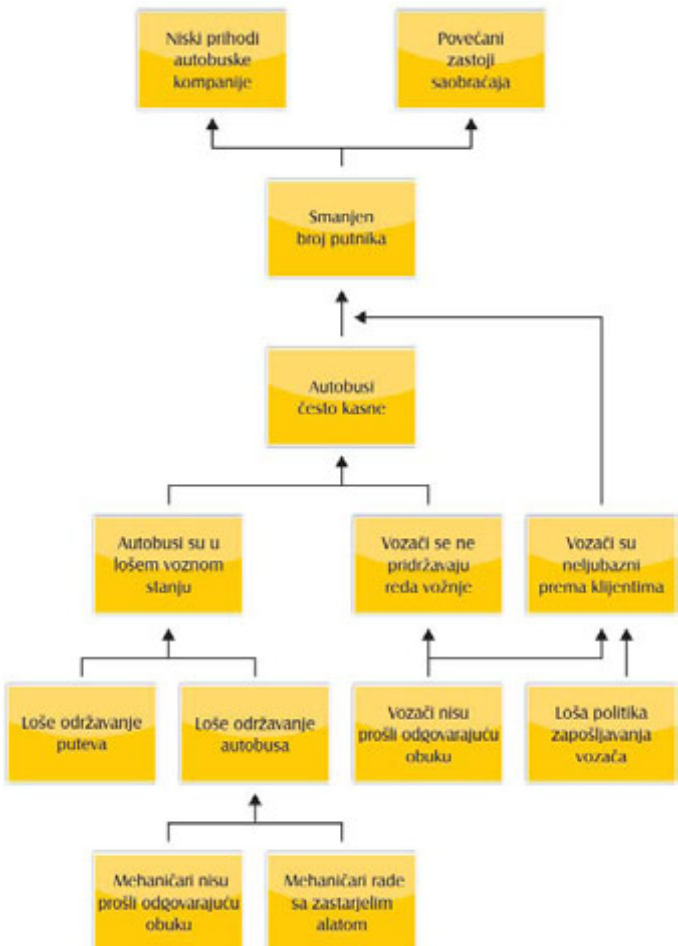 Niski prihodi
autobuske
kompanije
Povećani
zastoji
saobraćaja
Smanjen
broj putnika
Autobusi
često kasne
Autobusi su u
lošem voznom
stanju
Vozači se ne
pridržavaju
reda vožnje
Vozači su
neljubazni
prema klijentima
Loše održavanje
puteva
Loše održavanje
autobusa
Vozači nisu
prošli odgovarajuću
obuku
Loša politika
zapošljavanja
vozača
Mehaničari nisu
prošli odgovarajuću
obuku
Mehaničari rade
sa zastarjelim
alatom